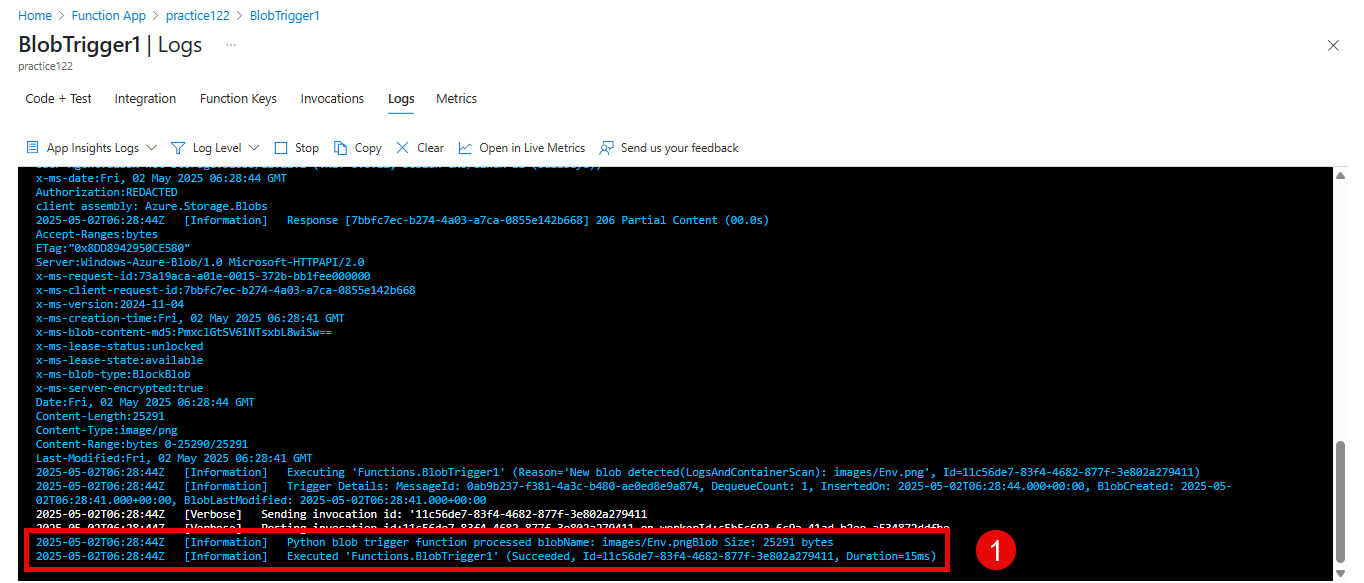 Home > Function App > practice122 > BlobTrigger1
BlobTrigger1 | Logs ...
practice122
Code + Test Integration Function Keys Invocations Logs Metrics
App Insights Logs Log Level Stop Copy Clear Open in Live Metrics Send us your feedback
x-ms-date:Fri, 02 May 2025 06:28:44 GMT
Authorization:REDACTED
client assembly: Azure.Storage.Blobs
2025-05-02T06:28:44Z [Information] Response [7bbfc7ec-b274-4a03-a7ca-0855e142b668] 206 Partial Content (00.0s)
Accept-Ranges:bytes
ETag:"0x8DD8942950CE580"
Server:Windows-Azure-Blob/1.0 Microsoft-HTTPAPI/2.0
x-ms-request-id:73a19aca-a01e-0015-372b-bb1fee000000
x-ms-client-request-id:7bbfc7ec-b274-4a03-a7ca-0855e142b668
x-ms-version:2024-11-04
x-ms-creation-time:Fri, 02 May 2025 06:28:41 GMT
x-ms-blob-content-md5:PmxclGtSV61NTsxbL8wiSw==
x-ms-lease-status:unlocked
x-ms-lease-state:available
x-ms-blob-type:BlockBlob
x-ms-server-encrypted:true
Date:Fri, 02 May 2025 06:28:44 GMT
Content-Length:25291
Content-Type:image/png
Content-Range:bytes 0-25290/25291
Last-Modified:Fri, 02 May 2025 06:28:41 GMT
2025-05-02T06:28:44Z [Information] Executing 'Functions.BlobTrigger1' (Reason='New blob detected(LogsAndContainerScan): images/Env.png', Id=11c56de7-83f4-4682-877f-3e802a279411)
2025-05-02T06:28:44Z [Information] Trigger Details: MessageId: 0ab9b237-f381-4a3c-b480-ae0ed8e9a874, DequeueCount: 1, InsertedOn: 2025-05-02T06:28:44.000+00:00, BlobCreated: 2025-05-
02T06:28:41.000+00:00, BlobLastModified: 2025-05-02T06:28:41.000+00:00
2025-05-02T06:28:44Z [Verbose] Sending invocation id: '11c56de7-83f4-4682-877f-3e802a279411
2025-05-02T06:28:44Z [Verbose] Posting invocation id:11c56de7-83f4-4682-877f-3e802a279411 on
2025-05-02T06:28:44Z [Information] Python blob trigger function processed blobName: images/Env.pngBlob Size: 25291 bytes
2025-05-02T06:28:44Z [Information] Executed 'Functions.BlobTrigger1' (Succeeded, Id=11c56de7-83f4-4682-877f-3e802a279411, Duration=15ms)
1